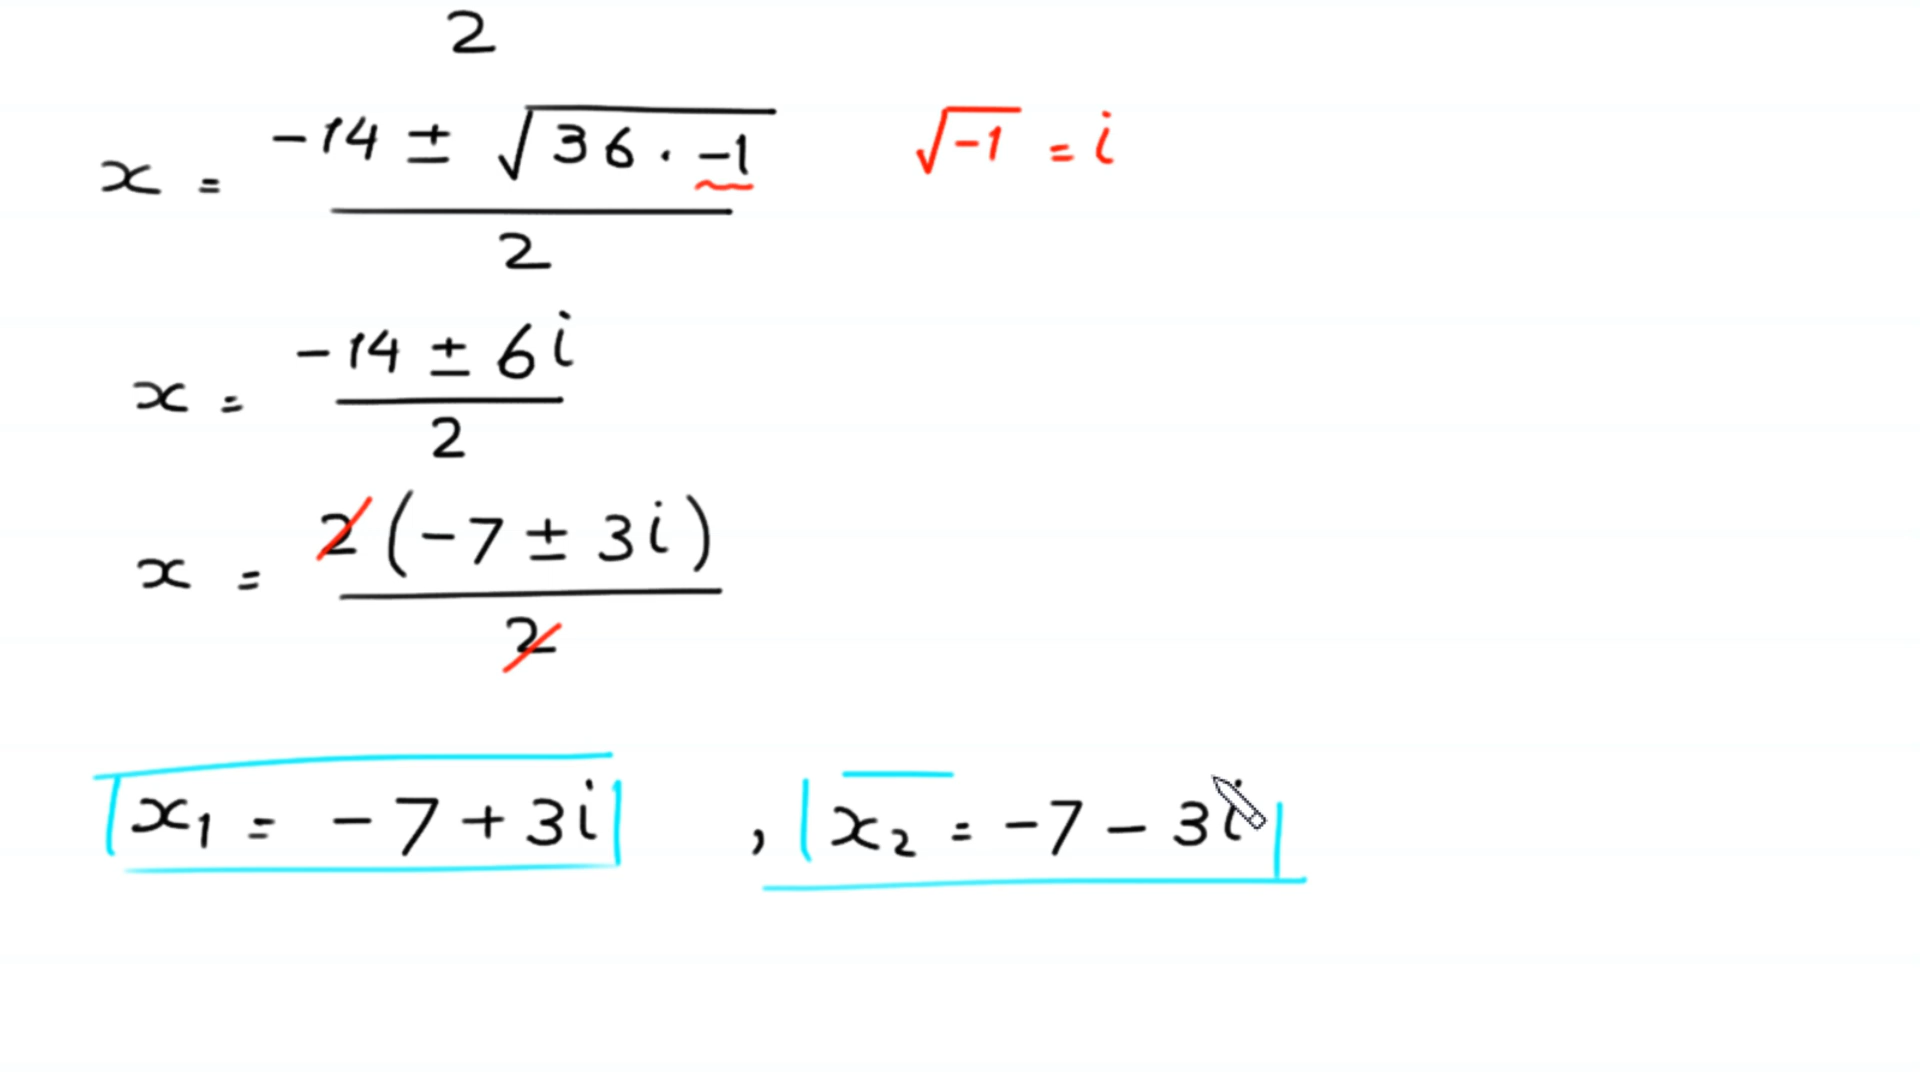 2
x = (-14 ± √(36 · -1)) / 2    √-1 = i
x = (-14 ± 6i) / 2
x = 2(-7 ± 3i) / 2
x₁ = -7 + 3i , x₂ = -7 - 3i